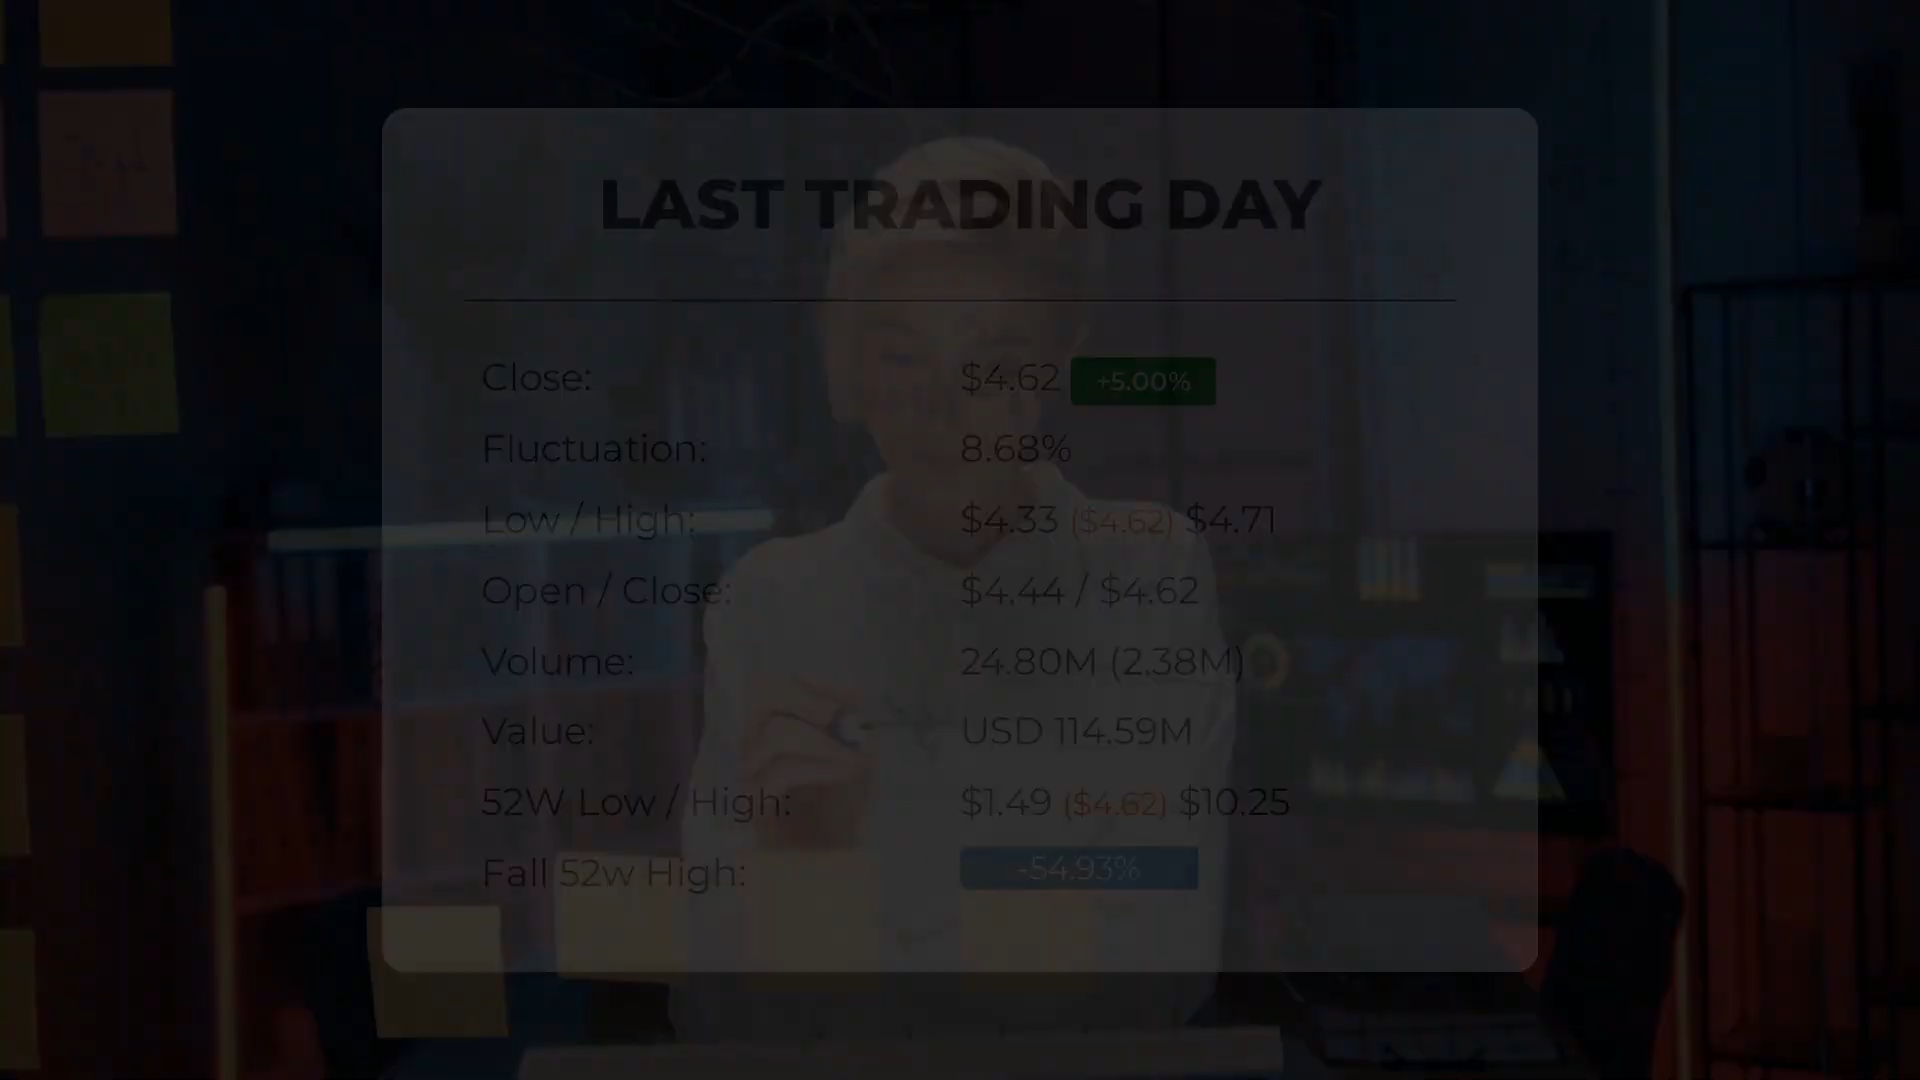 LAST TRADING DAY
Close: $4.62 +5.00%
Fluctuation: 8.68%
Low / High: $4.33 ($4.62) $4.71
Open / Close: $4.44 / $4.62
Volume: 24.80M (2.38M)
Value: USD 114.59M
52W Low / High: $1.49 ($4.62) $10.25
Fall 52w High: -54.93%